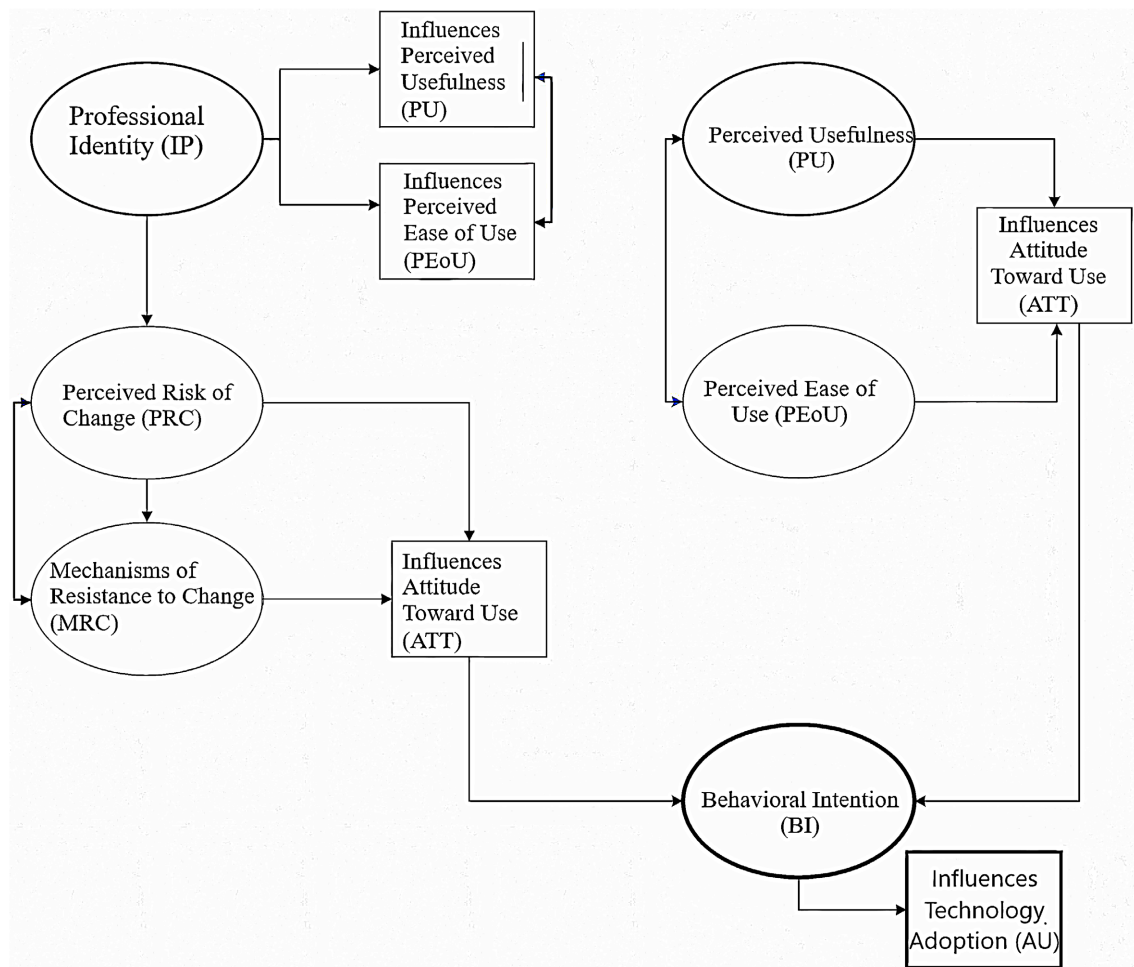 Influences
Perceived
Usefulness
(PU)
Professional
Identity (IP)
Influences
Perceived
Ease of Use
(PEoU)
Perceived Usefulness
(PU)
Influences
Attitude
Toward Use
(ATT)
Perceived Risk of
Change (PRC)
Perceived Ease of
Use (PEoU)
Mechanisms of
Resistance to Change
(MRC)
Influences
Attitude
Toward Use
(ATT)
Behavioral Intention
(BI)
Influences
Technology
Adoption (AU)